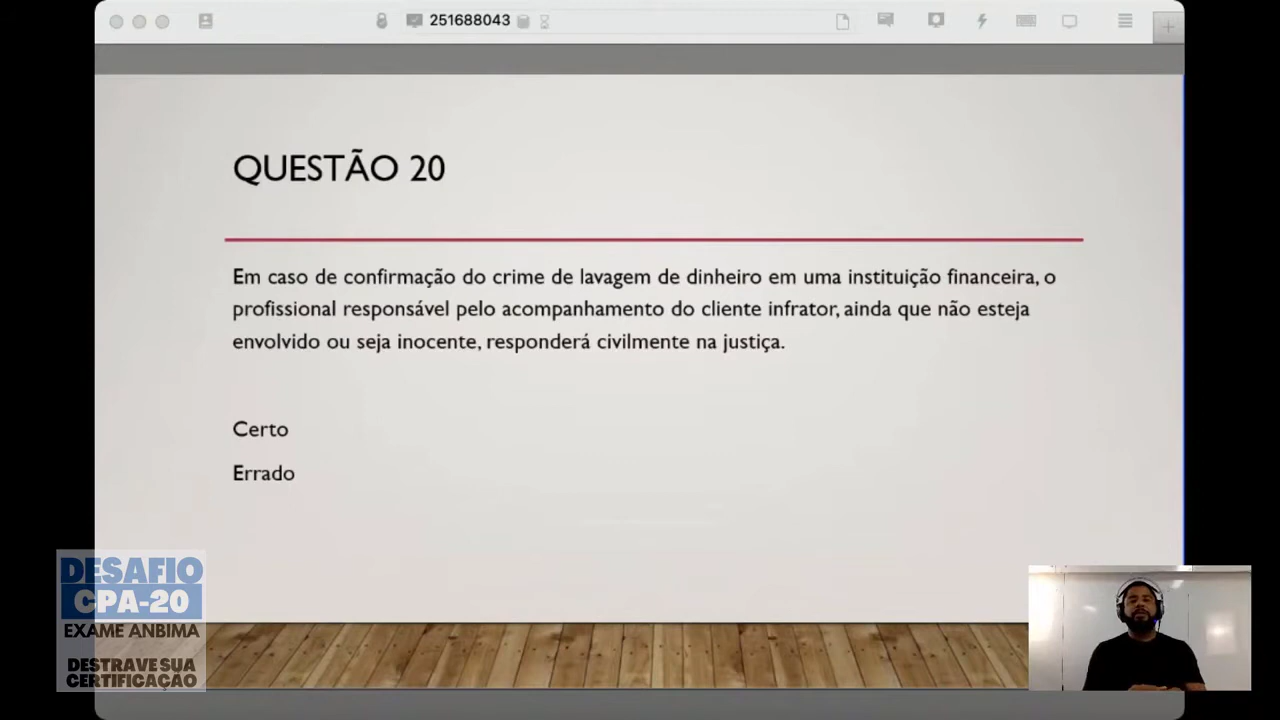 251688043
QUESTÃO 20
Em caso de confirmação do crime de lavagem de dinheiro em uma instituição financeira, o
profissional responsável pelo acompanhamento do cliente infrator, ainda que não esteja
envolvido ou seja inocente, responderá civilmente na justiça.
Certo
Errado
DESAFIO
CPA-20
EXAME ANBIMA
DESTRAVE SUA
CERTIFICAÇÃO